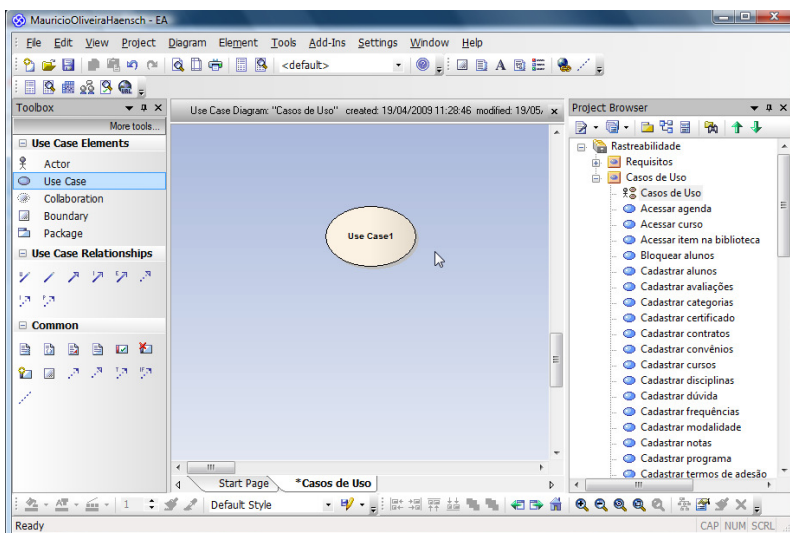 MauricioOliveiraHaensch - EA
File Edit View Project Diagram Element Tools Add-Ins Settings Window Help
<default>
Toolbox
More tools...
Use Case Elements
Actor
Use Case
Collaboration
Boundary
Package
Use Case Relationships
Common
Use Case Diagram: "Casos de Uso" created: 19/04/2009 11:28:46 modified: 19/05/
Use Case1
Start Page *Casos de Uso
Project Browser
Rastreabilidade
Requisitos
Casos de Uso
Casos de Uso
Acessar agenda
Acessar curso
Acessar item na biblioteca
Bloquear alunos
Cadastrar alunos
Cadastrar avaliações
Cadastrar categorias
Cadastrar certificado
Cadastrar contratos
Cadastrar convênios
Cadastrar cursos
Cadastrar disciplinas
Cadastrar dúvida
Cadastrar frequências
Cadastrar modalidade
Cadastrar notas
Cadastrar programa
Cadastrar termos de adesão
1 Default Style
Ready
CAP NUM SCRL